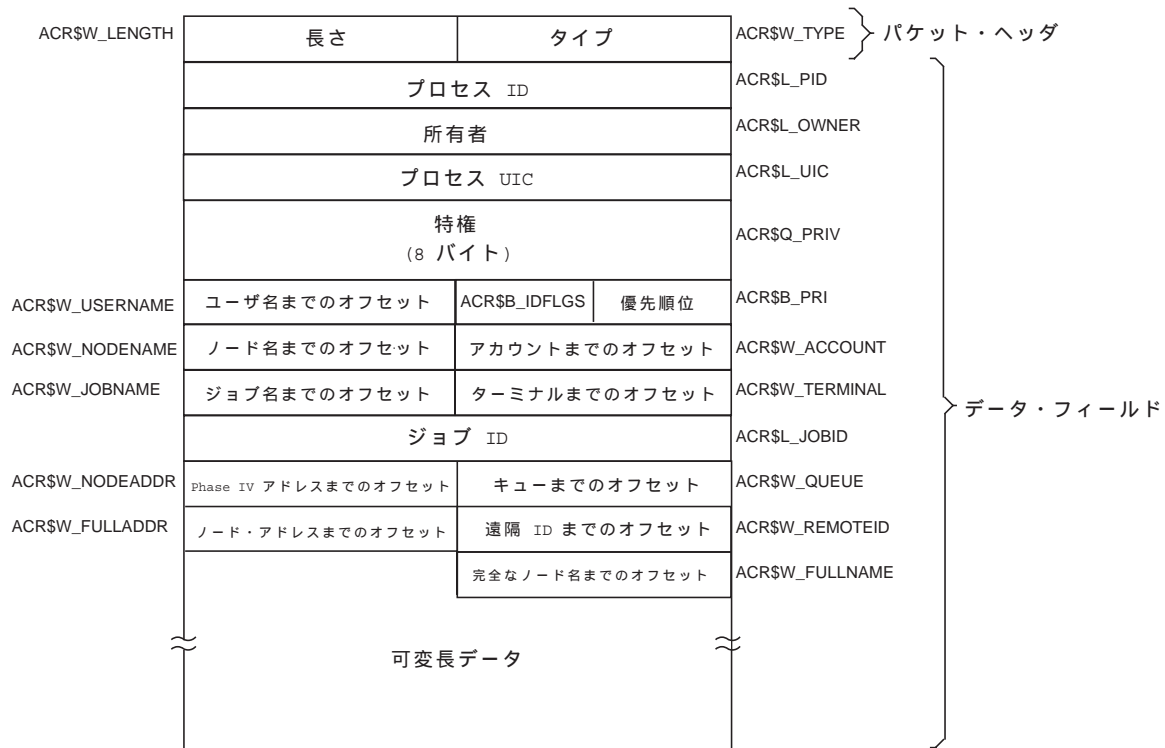 ACR$W_LENGTH 長さ タイプ ACR$W_TYPE パケット・ヘッダ
プロセス ID ACR$L_PID
所有者 ACR$L_OWNER
プロセス UIC ACR$L_UIC
特権
(8 バイト) ACR$Q_PRIV
ACR$W_USERNAME ユーザ名までのオフセット ACR$B_IDFLGS 優先順位 ACR$B_PRI
ACR$W_NODENAME ノード名までのオフセット アカウントまでのオフセット ACR$W_ACCOUNT
ACR$W_JOBNAME ジョブ名までのオフセット ターミナルまでのオフセット ACR$W_TERMINAL
データ・フィールド
ジョブ ID ACR$L_JOBID
ACR$W_NODEADDR Phase IV アドレスまでのオフセット キューまでのオフセット ACR$W_QUEUE
ACR$W_FULLADDR ノード・アドレスまでのオフセット 遠隔 ID までのオフセット ACR$W_REMOTEID
完全なノード名までのオフセット ACR$W_FULLNAME
可変長データ